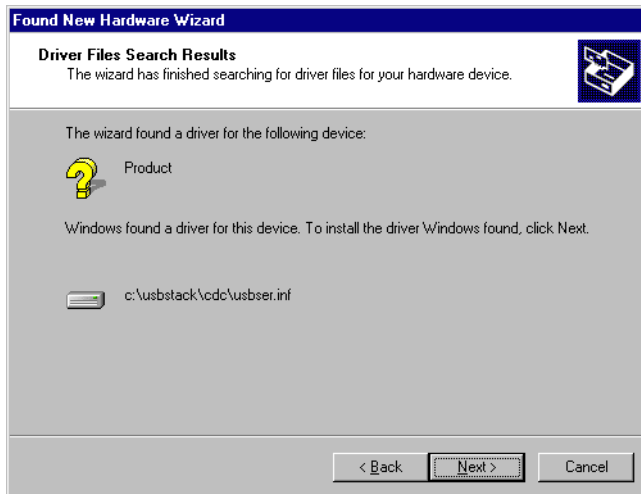 Found New Hardware Wizard
Driver Files Search Results
The wizard has finished searching for driver files for your hardware device.
The wizard found a driver for the following device:
Product
Windows found a driver for this device. To install the driver Windows found, click Next.
c:\usbstack\cdc\usbser.inf
< Back Next > Cancel